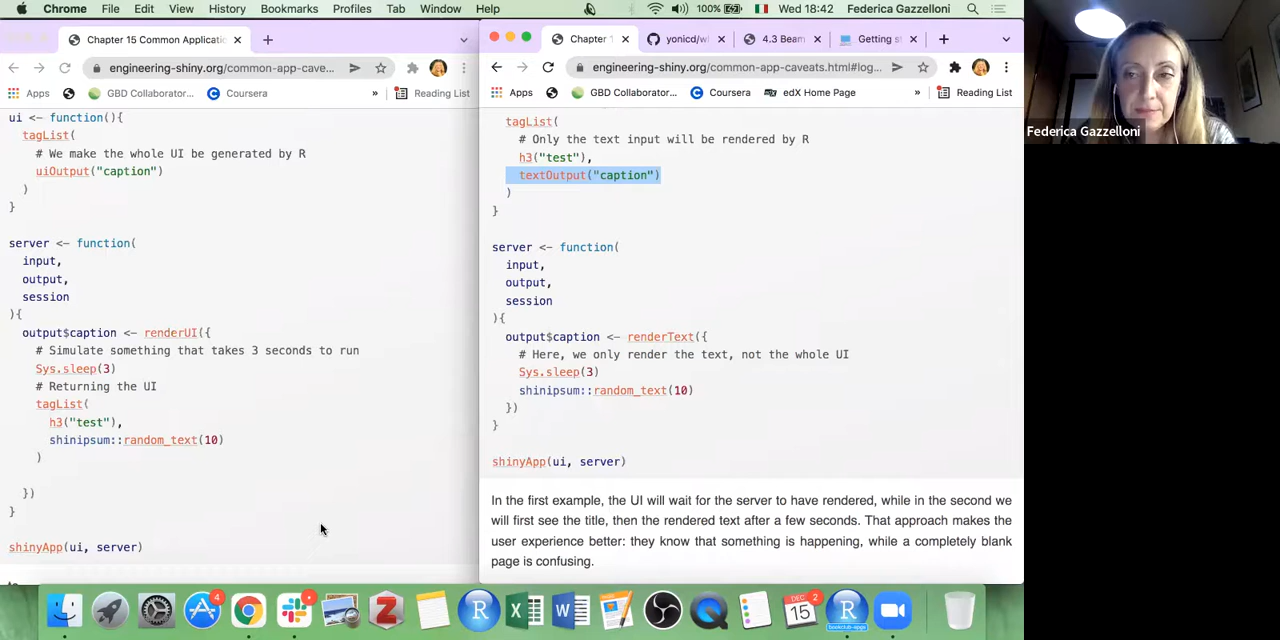 Chrome File Edit View History Bookmarks Profiles Tab Window Help 100% Wed 18:42 Federica Gazzelloni
Chapter 15 Common Applicatio
engineering-shiny.org/common-app-cave...
Apps GBD Collaborator... Coursera » Reading List
ui <- function(){
tagList(
# We make the whole UI be generated by R
uiOutput("caption")
)
}
server <- function(
input,
output,
session
){
output$caption <- renderUI({
# Simulate something that takes 3 seconds to run
Sys.sleep(3)
# Returning the UI
tagList(
h3("test"),
shinipsum::random_text(10)
)
})
}
shinyApp(ui, server)
Chapter 1 yonicd/w 4.3 Beam Getting s
engineering-shiny.org/common-app-caveats.html#log...
Apps GBD Collaborator... Coursera edX Home Page » Reading List
tagList(
# Only the text input will be rendered by R
h3("test"),
textOutput("caption")
)
}
server <- function(
input,
output,
session
){
output$caption <- renderText({
# Here, we only render the text, not the whole UI
Sys.sleep(3)
shinipsum::random_text(10)
})
}
shinyApp(ui, server)
In the first example, the UI will wait for the server to have rendered, while in the second we
will first see the title, then the rendered text after a few seconds. That approach makes the
user experience better: they know that something is happening, while a completely blank
page is confusing.
Federica Gazzelloni
4
DEC 2
15
bookclub-apps